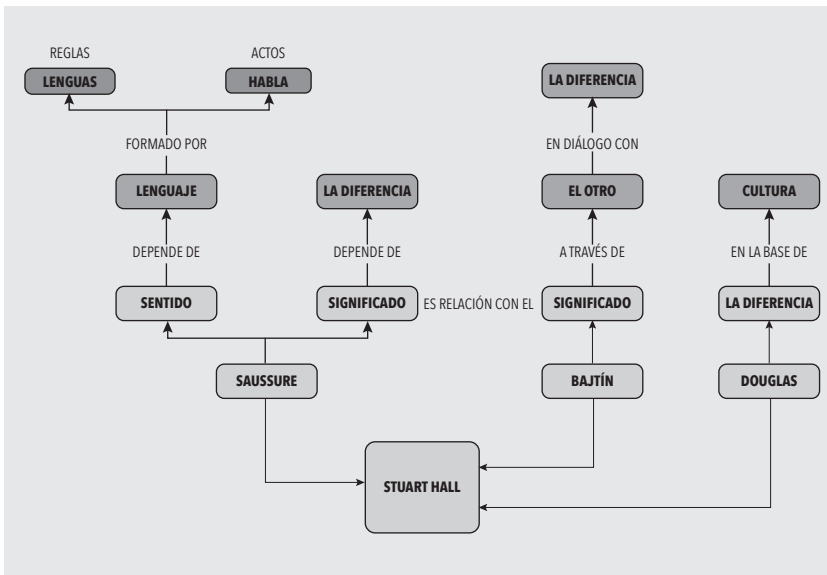 REGLAS
ACTOS
LENGUAS
HABLA
LA DIFERENCIA
FORMADO POR
EN DIÁLOGO CON
LENGUAJE
LA DIFERENCIA
EL OTRO
CULTURA
DEPENDE DE
DEPENDE DE
A TRAVÉS DE
EN LA BASE DE
SENTIDO
SIGNIFICADO
ES RELACIÓN CON EL
SIGNIFICADO
LA DIFERENCIA
SAUSSURE
BAJTÍN
DOUGLAS
STUART HALL